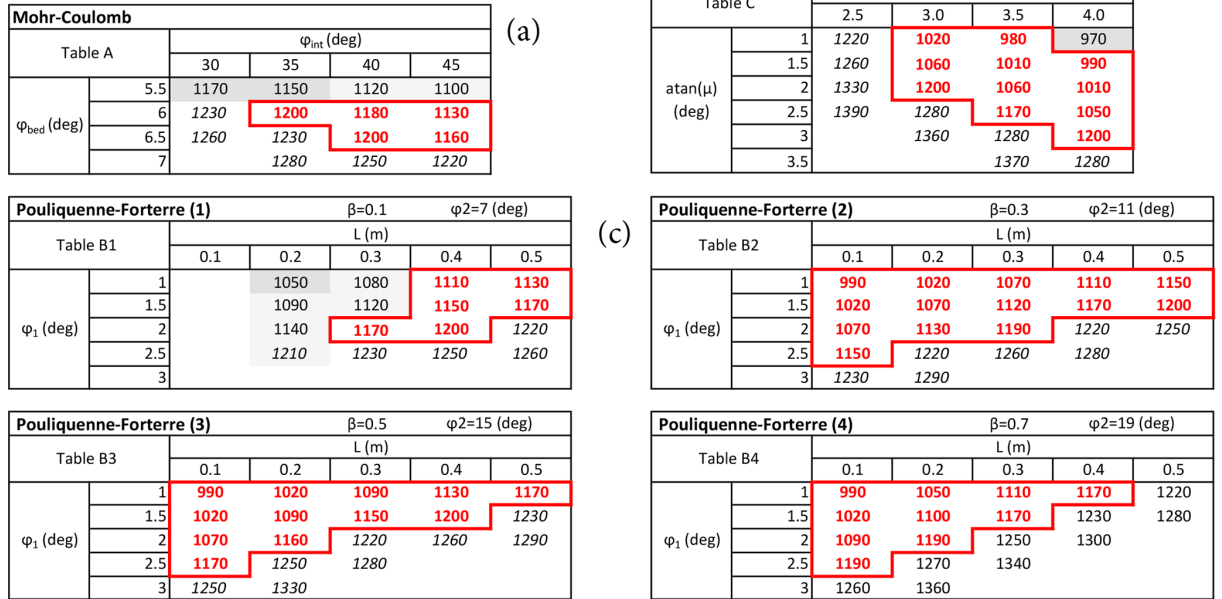 Mohr-Coulomb
Table A
φint (deg)
30 35 40 45
φbed (deg)
5.5 1170 1150 1120 1100
6 1230 1200 1180 1130
6.5 1260 1230 1200 1160
7 1280 1250 1220
(a)
Table C
2.5 3.0 3.5 4.0
atan(μ)
(deg)
1 1220 1020 980 970
1.5 1260 1060 1010 990
2 1330 1200 1060 1010
2.5 1390 1280 1170 1050
3 1360 1280 1200
3.5 1370 1280
Pouliquenne-Forterre (1) β=0.1 φ2=7 (deg)
Table B1
L (m)
0.1 0.2 0.3 0.4 0.5
φ1 (deg)
1 1050 1080 1110 1130
1.5 1090 1120 1150 1170
2 1140 1170 1200 1220
2.5 1210 1230 1250 1260
3
(c)
Pouliquenne-Forterre (2) β=0.3 φ2=11 (deg)
Table B2
L (m)
0.1 0.2 0.3 0.4 0.5
φ1 (deg)
1 990 1020 1070 1110 1150
1.5 1020 1070 1120 1170 1200
2 1070 1130 1190 1220 1250
2.5 1150 1220 1260 1280
3 1230 1290
Pouliquenne-Forterre (3) β=0.5 φ2=15 (deg)
Table B3
L (m)
0.1 0.2 0.3 0.4 0.5
φ1 (deg)
1 990 1020 1090 1130 1170
1.5 1020 1090 1150 1200 1230
2 1070 1160 1220 1260 1290
2.5 1170 1250 1280
3 1250 1330
Pouliquenne-Forterre (4) β=0.7 φ2=19 (deg)
Table B4
L (m)
0.1 0.2 0.3 0.4 0.5
φ1 (deg)
1 990 1050 1110 1170 1220
1.5 1020 1100 1170 1230 1280
2 1090 1190 1250 1300
2.5 1190 1270 1340
3 1260 1360